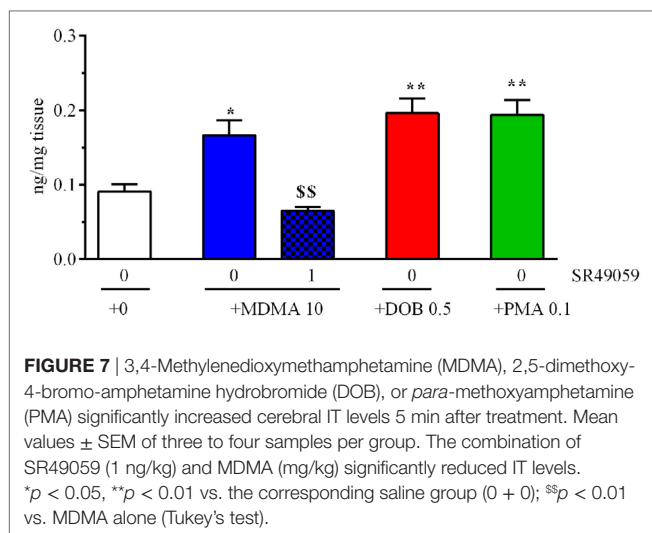 0.3
0.2
0.1
0.0
ng/mg tissue
*
$$
**
**
0 0 1 0 0 SR49059
+0 +MDMA 10 +DOB 0.5 +PMA 0.1
FIGURE 7 | 3,4-Methylenedioxymethamphetamine (MDMA), 2,5-dimethoxy-
4-bromo-amphetamine hydrobromide (DOB), or para-methoxyamphetamine
(PMA) significantly increased cerebral IT levels 5 min after treatment. Mean
values ± SEM of three to four samples per group. The combination of
SR49059 (1 ng/kg) and MDMA (mg/kg) significantly reduced IT levels.
*p < 0.05, **p < 0.01 vs. the corresponding saline group (0 + 0); $$p < 0.01
vs. MDMA alone (Tukey's test).